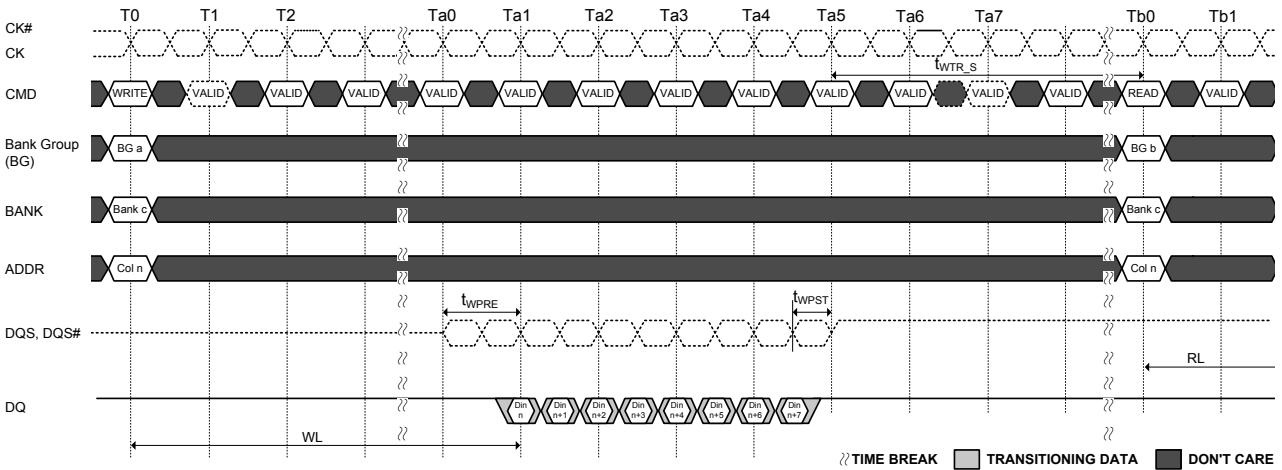 T0 T1 T2 Ta0 Ta1 Ta2 Ta3 Ta4 Ta5 Ta6 Ta7 Tb0 Tb1
CK#
CK
tWTR_S
CMD WRITE VALID VALID VALID VALID VALID VALID VALID VALID VALID VALID VALID VALID READ VALID
Bank Group
(BG) BG a BG b
BANK Bank c Bank c
ADDR Col n Col n
tWPRE tWPST
DQS, DQS#
RL
DQ Din n Din n+1 Din n+2 Din n+3 Din n+4 Din n+5 Din n+6 Din n+7
WL
TIME BREAK TRANSITIONING DATA DON'T CARE